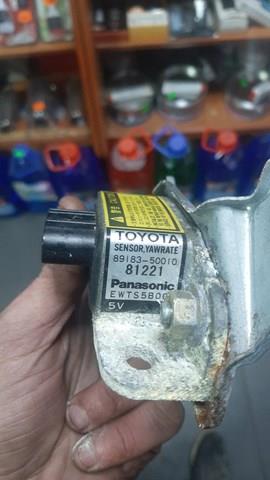 TOYOTA
SENSOR,YAWRATE
89183-50010
81221
Panasonic
EWTS5B00
5V